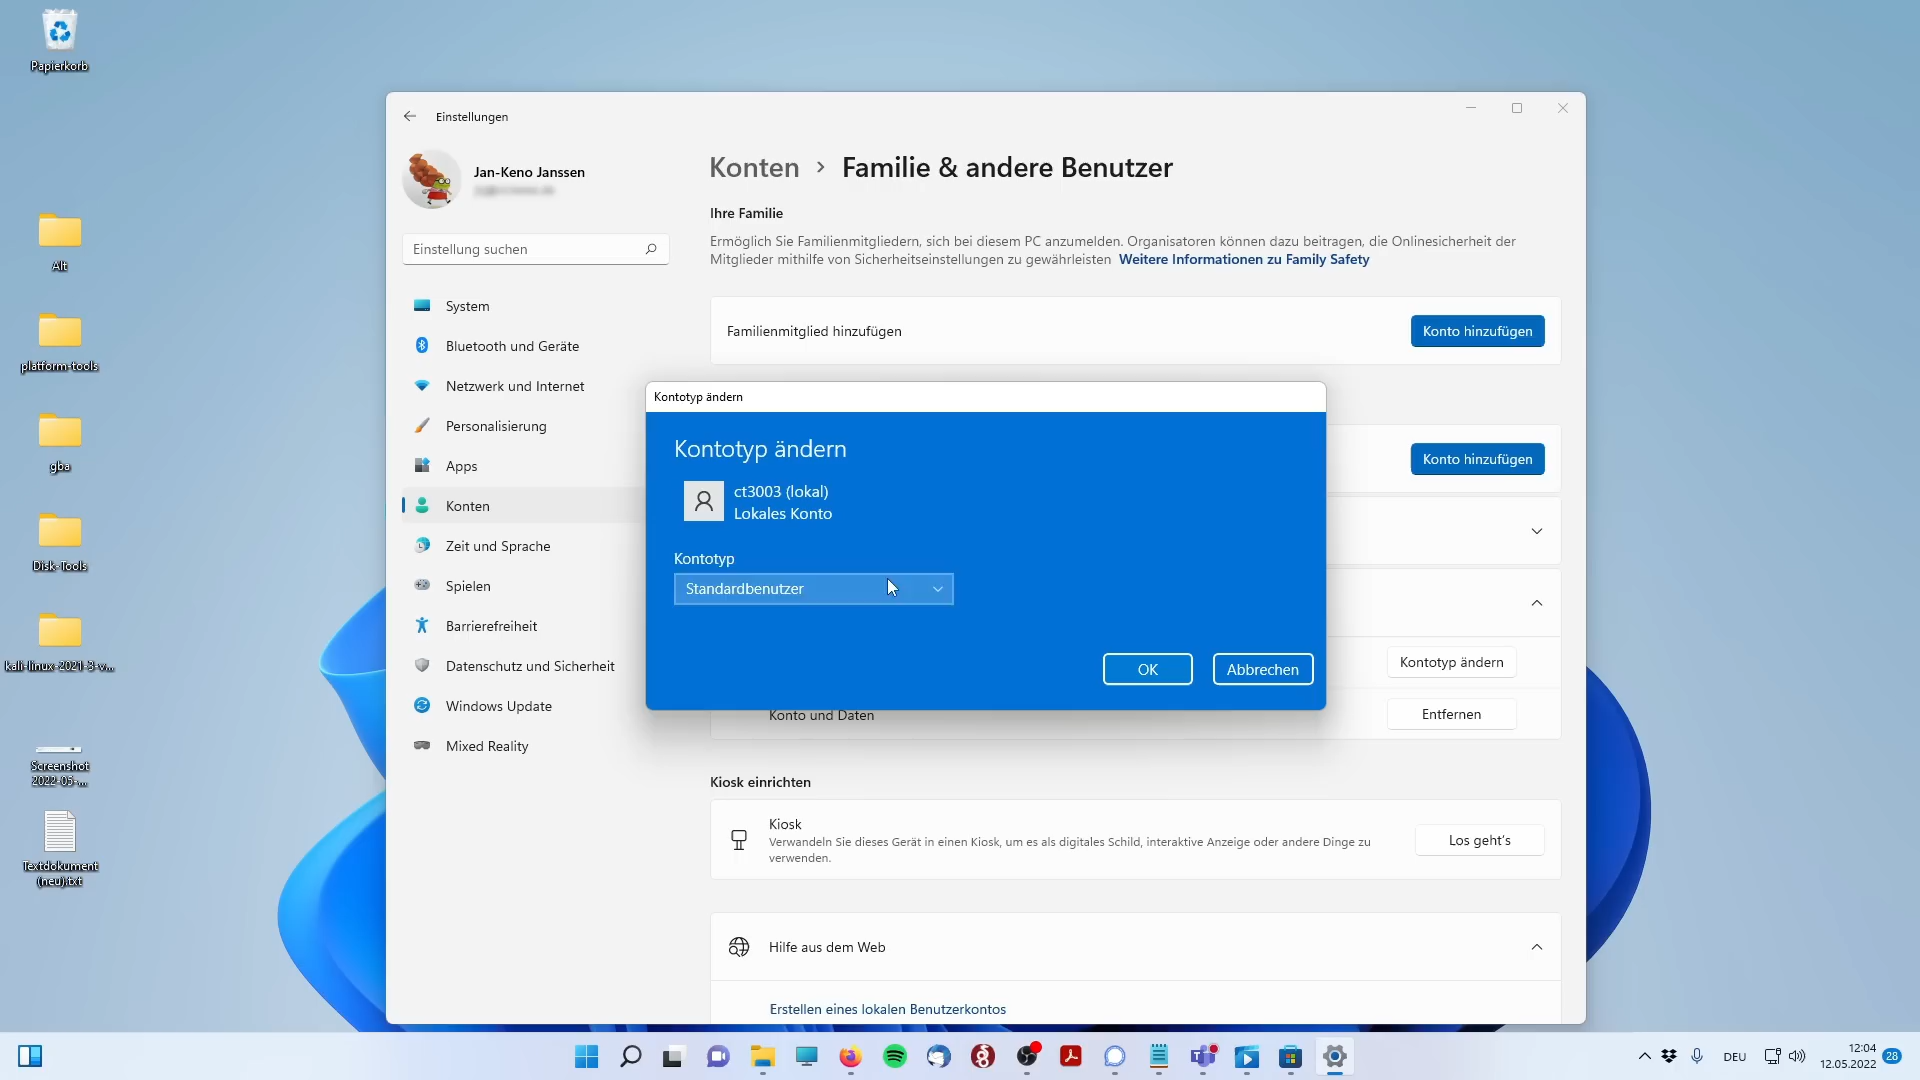 Papierkorb
Alt
platform-tools
gba
Disk-Tools
kali-linux-2021-3-v...
Screenshot
2022-05-...
Textdokument
(neu).txt
Einstellungen
Jan-Keno Janssen
Einstellung suchen
System
Bluetooth und Geräte
Netzwerk und Internet
Personalisierung
Apps
Konten
Zeit und Sprache
Spielen
Barrierefreiheit
Datenschutz und Sicherheit
Windows Update
Mixed Reality
Konten > Familie & andere Benutzer
Ihre Familie
Ermöglich Sie Familienmitgliedern, sich bei diesem PC anzumelden. Organisatoren können dazu beitragen, die Onlinesicherheit der
Mitglieder mithilfe von Sicherheitseinstellungen zu gewährleisten Weitere Informationen zu Family Safety
Familienmitglied hinzufügen
Konto hinzufügen
Konto hinzufügen
Kontotyp ändern
Kontotyp ändern
ct3003 (lokal)
Lokales Konto
Kontotyp
Standardbenutzer
OK
Abbrechen
Kontotyp ändern
Konto und Daten
Entfernen
Kiosk einrichten
Kiosk
Verwandeln Sie dieses Gerät in einen Kiosk, um es als digitales Schild, interaktive Anzeige oder andere Dinge zu
verwenden.
Los geht's
Hilfe aus dem Web
Erstellen eines lokalen Benutzerkontos
DEU
12:04
12.05.2022
28